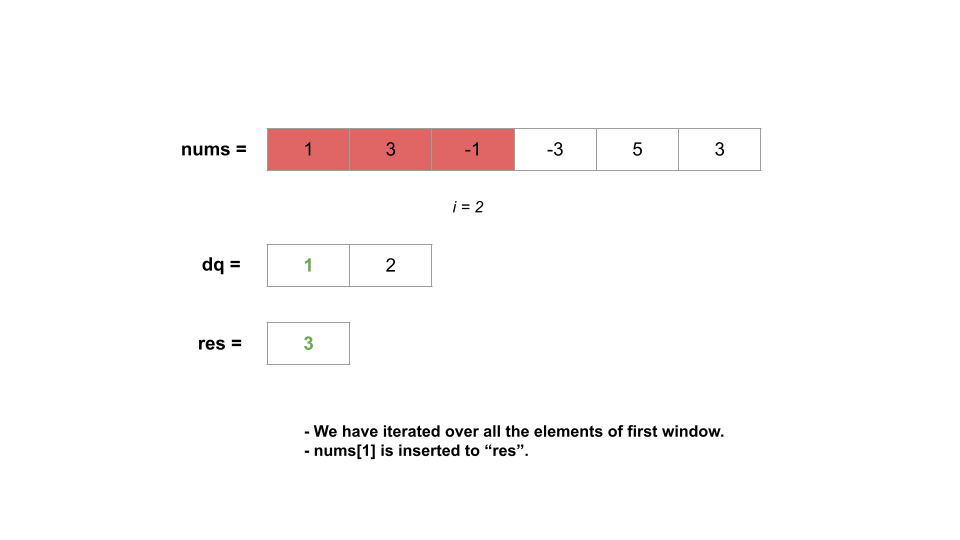 nums = 1 3 -1 -3 5 3
i = 2
dq = 1 2
res = 3
- We have iterated over all the elements of first window.
- nums[1] is inserted to “res”.